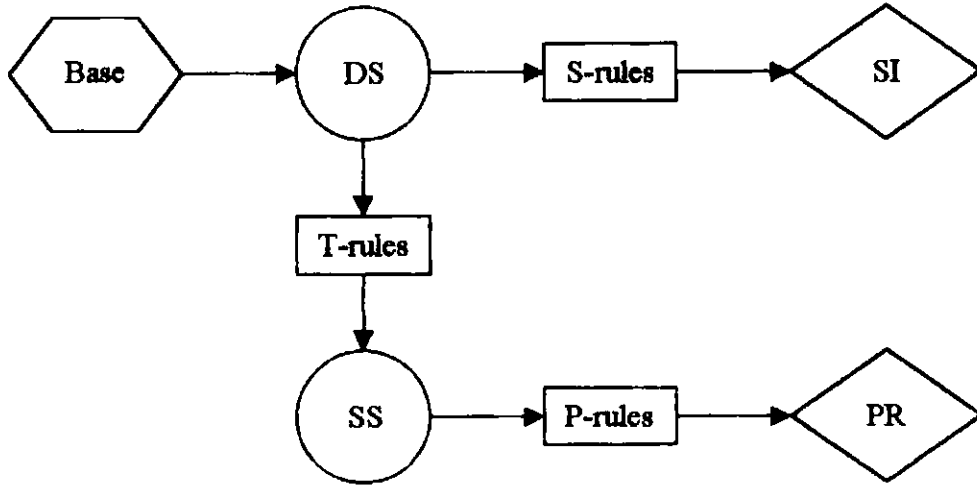 Base
DS
S-rules
SI
T-rules
SS
P-rules
PR